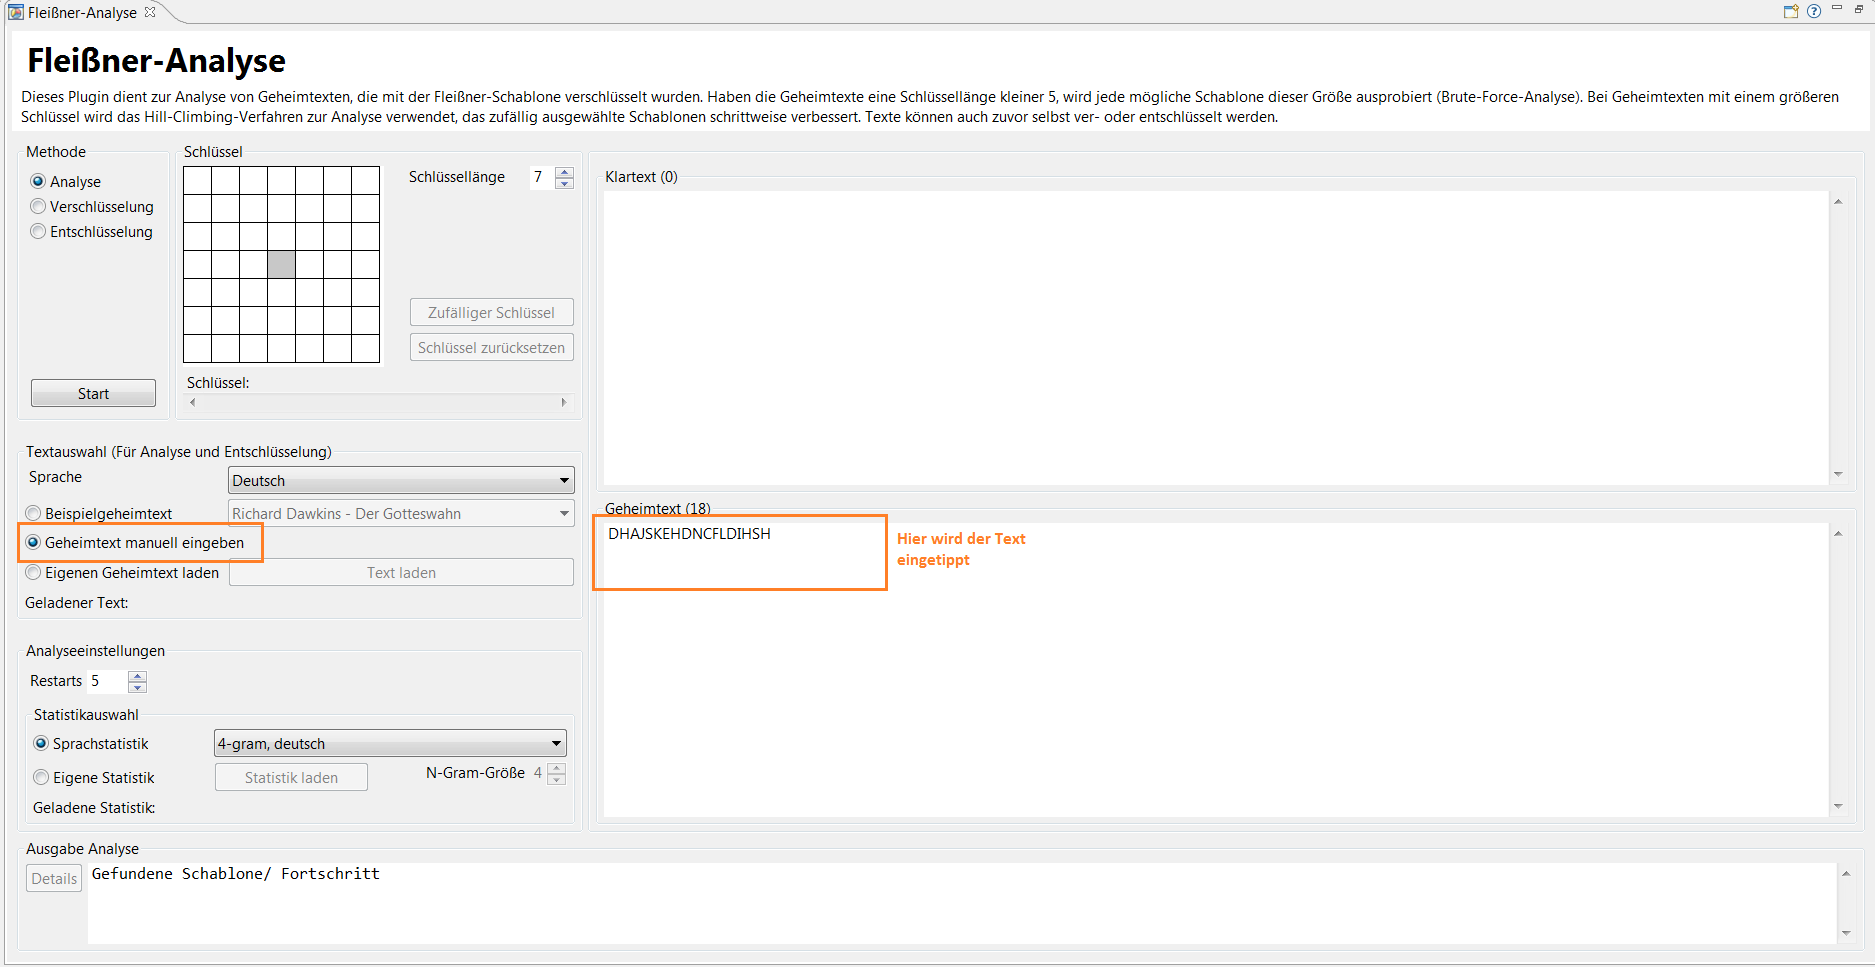 Fleißner-Analyse
Fleißner-Analyse
Dieses Plugin dient zur Analyse von Geheimtexten, die mit der Fleißner-Schablone verschlüsselt wurden. Haben die Geheimtexte eine Schlüssellänge kleiner 5, wird jede mögliche Schablone dieser Größe ausprobiert (Brute-Force-Analyse). Bei Geheimtexten mit einem größeren
Schlüssel wird das Hill-Climbing-Verfahren zur Analyse verwendet, das zufällig ausgewählte Schablonen schrittweise verbessert. Texte können auch zuvor selbst ver- oder entschlüsselt werden.
Methode
Analyse
Verschlüsselung
Entschlüsselung
Start
Schlüssel
Schlüssellänge 7
Zufälliger Schlüssel
Schlüssel zurücksetzen
Schlüssel:
Textauswahl (Für Analyse und Entschlüsselung)
Sprache Deutsch
Beispielgeheimtext Richard Dawkins - Der Gotteswahn
Geheimtext manuell eingeben
Eigenen Geheimtext laden Text laden
Geladener Text:
Analyseeinstellungen
Restarts 5
Statistikauswahl
Sprachstatistik 4-gram, deutsch
Eigene Statistik Statistik laden N-Gram-Größe 4
Geladene Statistik:
Klartext (0)
Geheimtext (18)
DHAJSKEHDNCFLDIHSH
Hier wird der Text
eingetippt
Ausgabe Analyse
Details
Gefundene Schablone/ Fortschritt